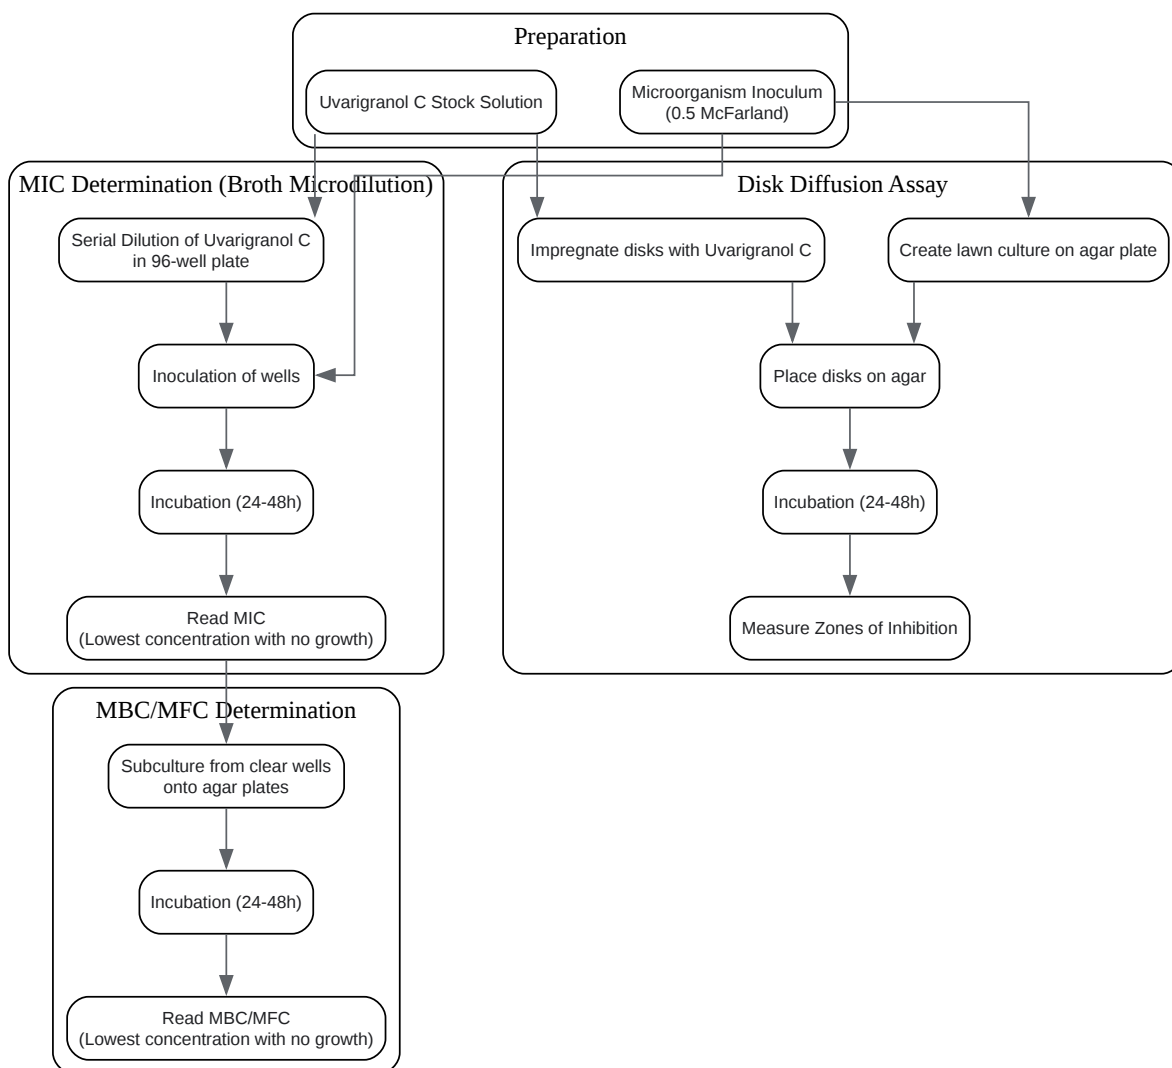 Preparation
Uvarigranol C Stock Solution
Microorganism Inoculum
(0.5 McFarland)
MIC Determination (Broth Microdilution)
Serial Dilution of Uvarigranol C
in 96-well plate
Inoculation of wells
Incubation (24-48h)
Read MIC
(Lowest concentration with no growth)
Disk Diffusion Assay
Impregnate disks with Uvarigranol C
Create lawn culture on agar plate
Place disks on agar
Incubation (24-48h)
Measure Zones of Inhibition
MBC/MFC Determination
Subculture from clear wells
onto agar plates
Incubation (24-48h)
Read MBC/MFC
(Lowest concentration with no growth)